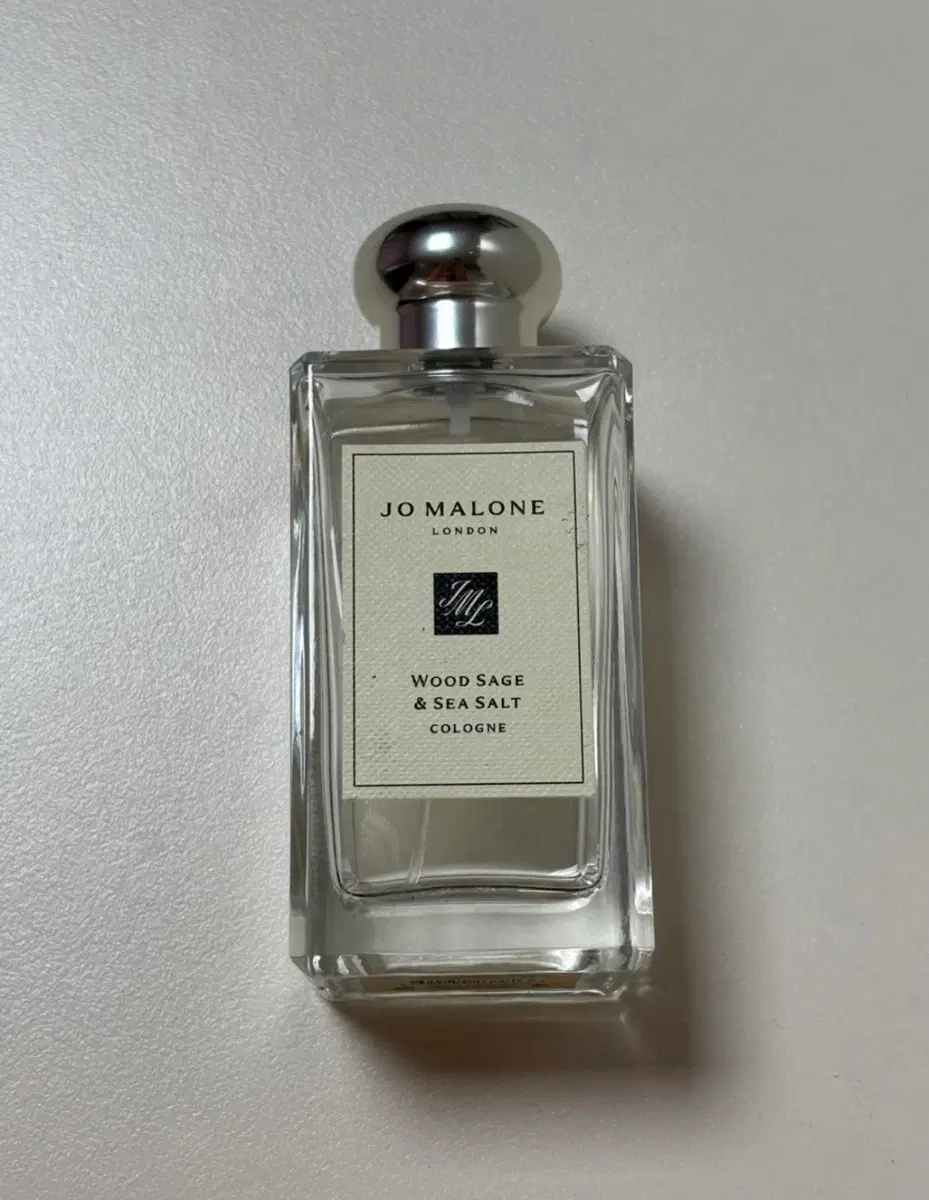 JO MALONE
LONDON
JML
WOOD SAGE
& SEA SALT
COLOGNE